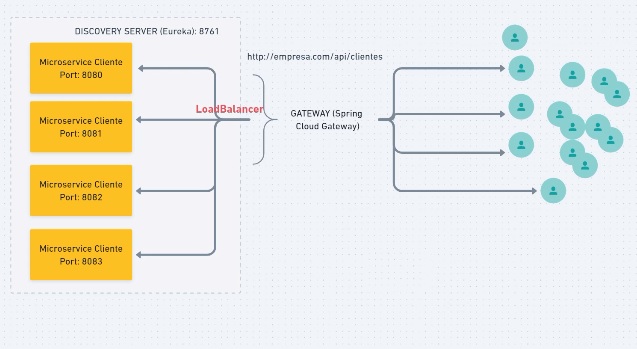 DISCOVERY SERVER (Eureka): 8761
Microservice Cliente
Port: 8080
Microservice Cliente
Port: 8081
Microservice Cliente
Port: 8082
Microservice Cliente
Port: 8083
LoadBalancer
http://empresa.com/api/clientes
GATEWAY (Spring
Cloud Gateway)